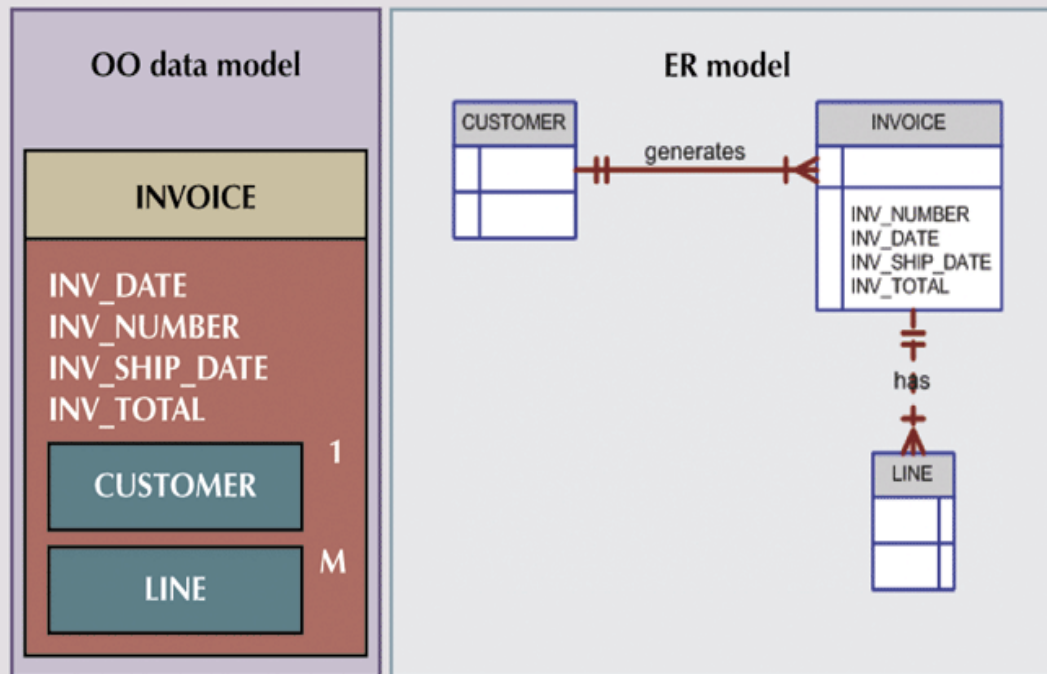 OO data model
INVOICE
INV_DATE
INV_NUMBER
INV_SHIP_DATE
INV_TOTAL
CUSTOMER
1
LINE
M
ER model
CUSTOMER
generates
INVOICE
INV_NUMBER
INV_DATE
INV_SHIP_DATE
INV_TOTAL
has
LINE